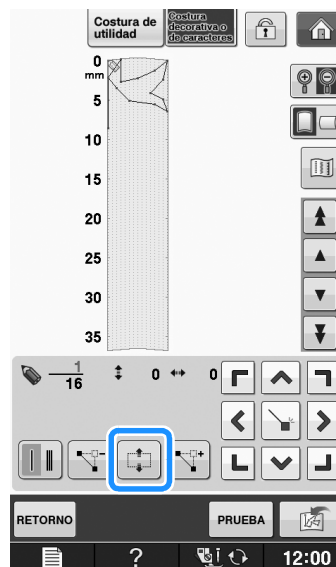 Costura de
utilidad
Costura
decorativa o
de caracteres
0
mm
5
10
15
20
25
30
35
1
16
0
0
RETORNO
PRUEBA
?
12:00